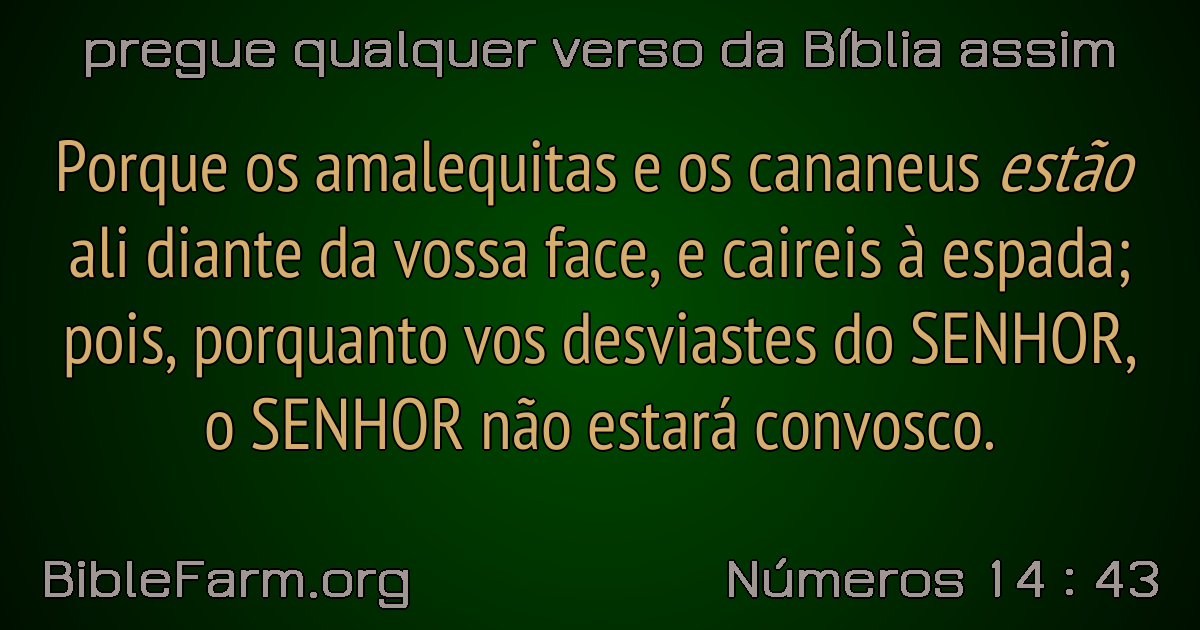 pregue qualquer verso da Bíblia assim
Porque os amalequitas e os cananeus estão
ali diante da vossa face, e caireis à espada;
pois, porquanto vos desviastes do SENHOR,
o SENHOR não estará convosco.
BibleFarm.org
Números 14 : 43